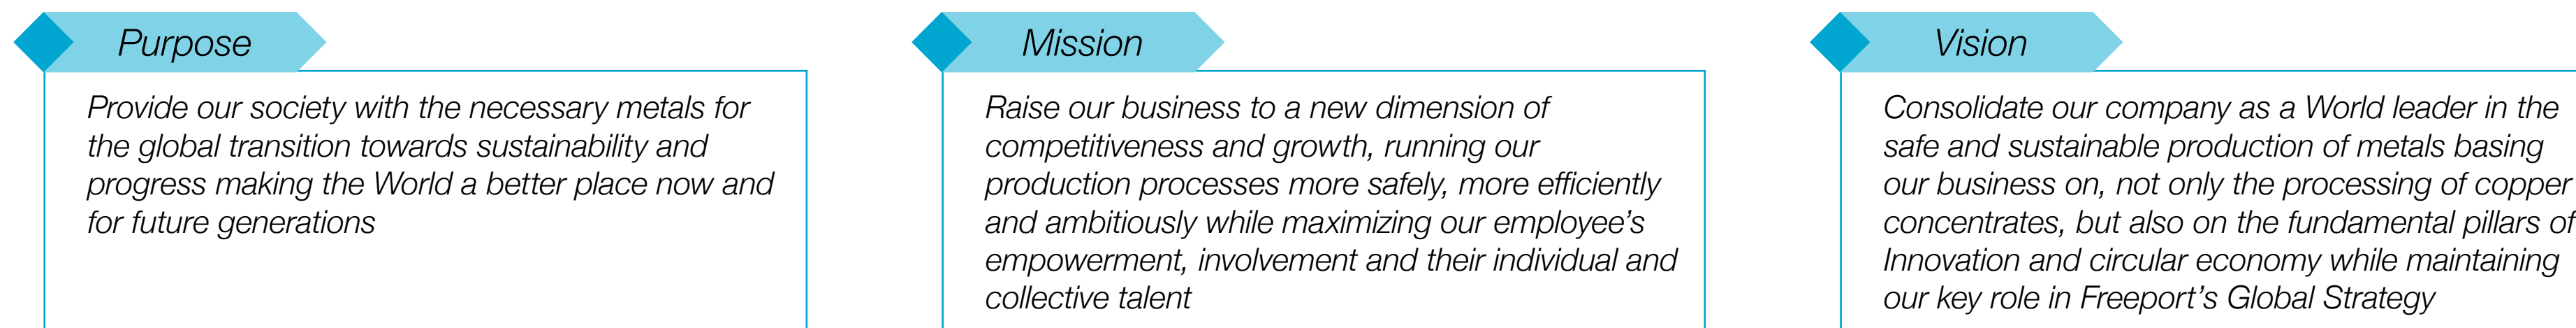 Purpose
Provide our society with the necessary metals for
the global transition towards sustainability and
progress making the World a better place now and
for future generations
Mission
Raise our business to a new dimension of
competitiveness and growth, running our
production processes more safely, more efficiently
and ambitiously while maximizing our employee’s
empowerment, involvement and their individual and
collective talent
Vision
Consolidate our company as a World leader in the
safe and sustainable production of metals basing
our business on, not only the processing of copper
concentrates, but also on the fundamental pillars of
Innovation and circular economy while maintaining
our key role in Freeport’s Global Strategy